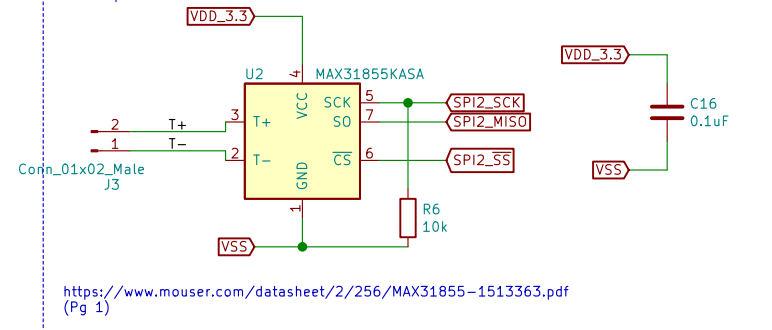 VDD_3.3
U2
MAX31855KASA
4
VCC
VDD_3.3
SCK
5
SPI2_SCK
C16
0.1uF
2
T+
3
T+
SO
7
SPI2_MISO
1
T-
2
T-
CS
6
SPI2_SS
Conn_01x02_Male
J3
GND
1
VSS
R6
10k
VSS
https://www.mouser.com/datasheet/2/256/MAX31855-1513363.pdf
(Pg 1)